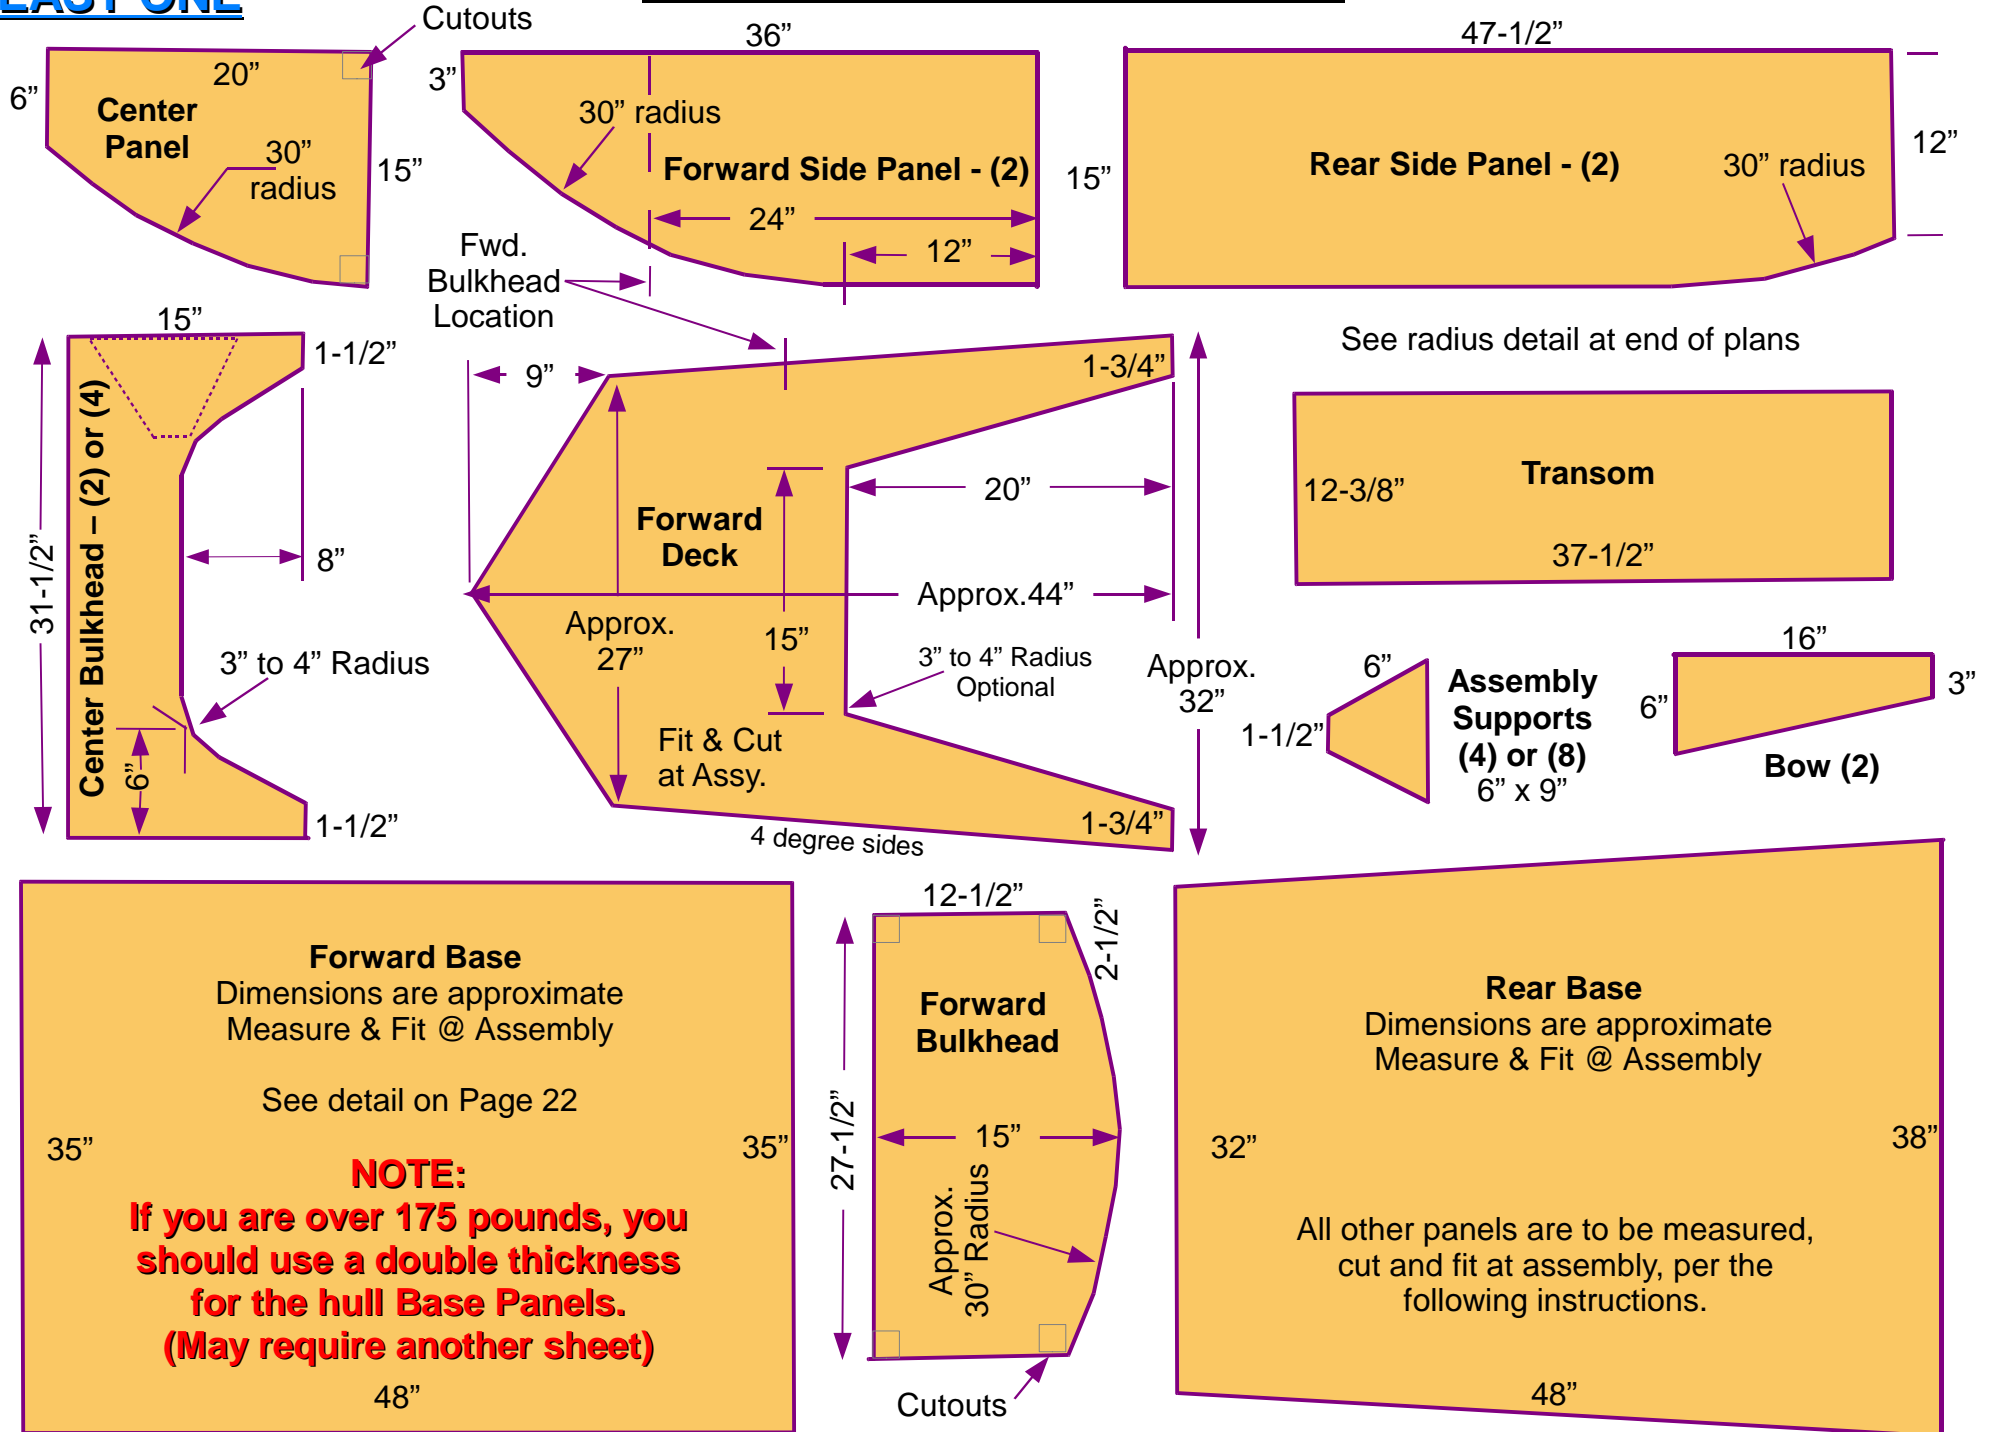 EAST ONE
Cutouts
20”
6”
Center
Panel
30”
radius
15”
36”
3”
30” radius
Forward Side Panel - (2)
24”
12”
15”
47-1/2”
Rear Side Panel - (2)
30” radius
12”
Fwd.
Bulkhead
Location
See radius detail at end of plans
15”
1-1/2”
Center Bulkhead – (2) or (4)
31-1/2”
8”
3” to 4” Radius
6”
1-1/2”
9”
1-3/4”
Forward
Deck
20”
Approx.44”
Approx.
27”
15”
3” to 4” Radius
Optional
Approx.
32”
Fit & Cut
at Assy.
1-3/4”
4 degree sides
Transom
12-3/8”
37-1/2”
6”
1-1/2”
Assembly
Supports
(4) or (8)
6” x 9”
16”
6”
3”
Bow (2)
Forward Base
Dimensions are approximate
Measure & Fit @ Assembly
See detail on Page 22
35”
35”
NOTE:
If you are over 175 pounds, you
should use a double thickness
for the hull Base Panels.
(May require another sheet)
48”
12-1/2”
2-1/2”
Forward
Bulkhead
27-1/2”
15”
Approx.
30” Radius
Cutouts
Rear Base
Dimensions are approximate
Measure & Fit @ Assembly
32”
38”
All other panels are to be measured,
cut and fit at assembly, per the
following instructions.
48”